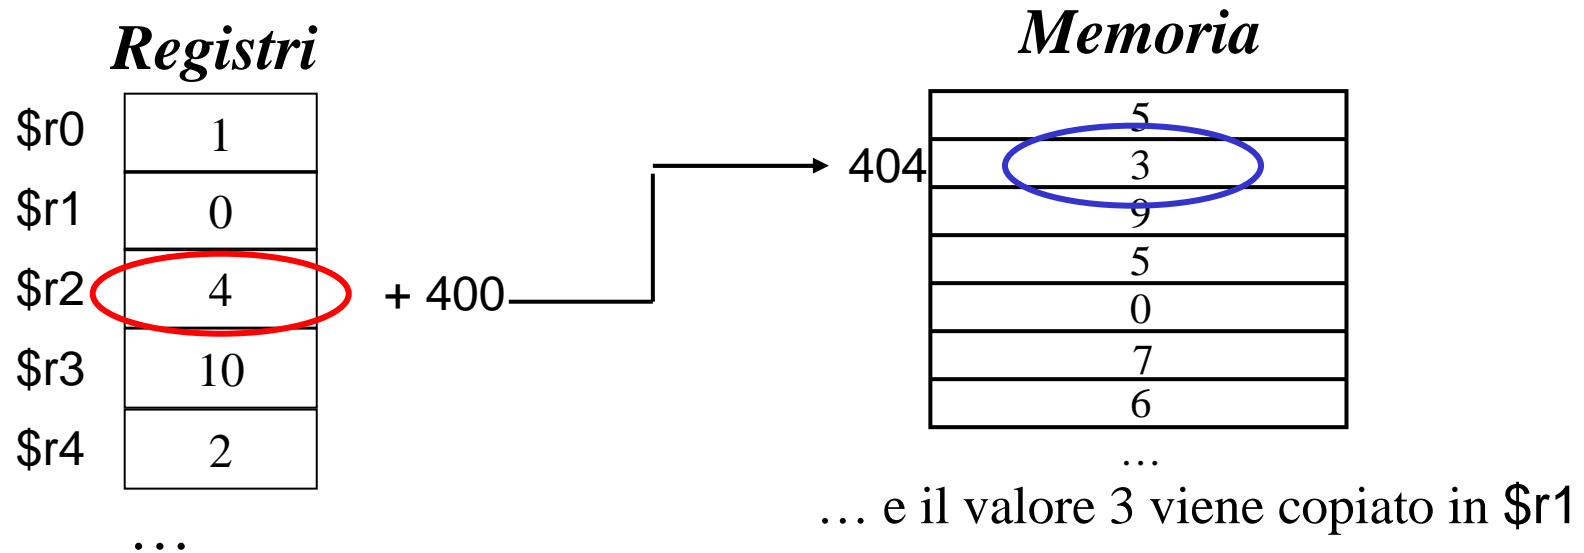 Registri
$r0 1
$r1 0
$r2 4 + 400
$r3 10
$r4 2
…
Memoria
5
404 3
9
5
0
7
6
…
… e il valore 3 viene copiato in $r1